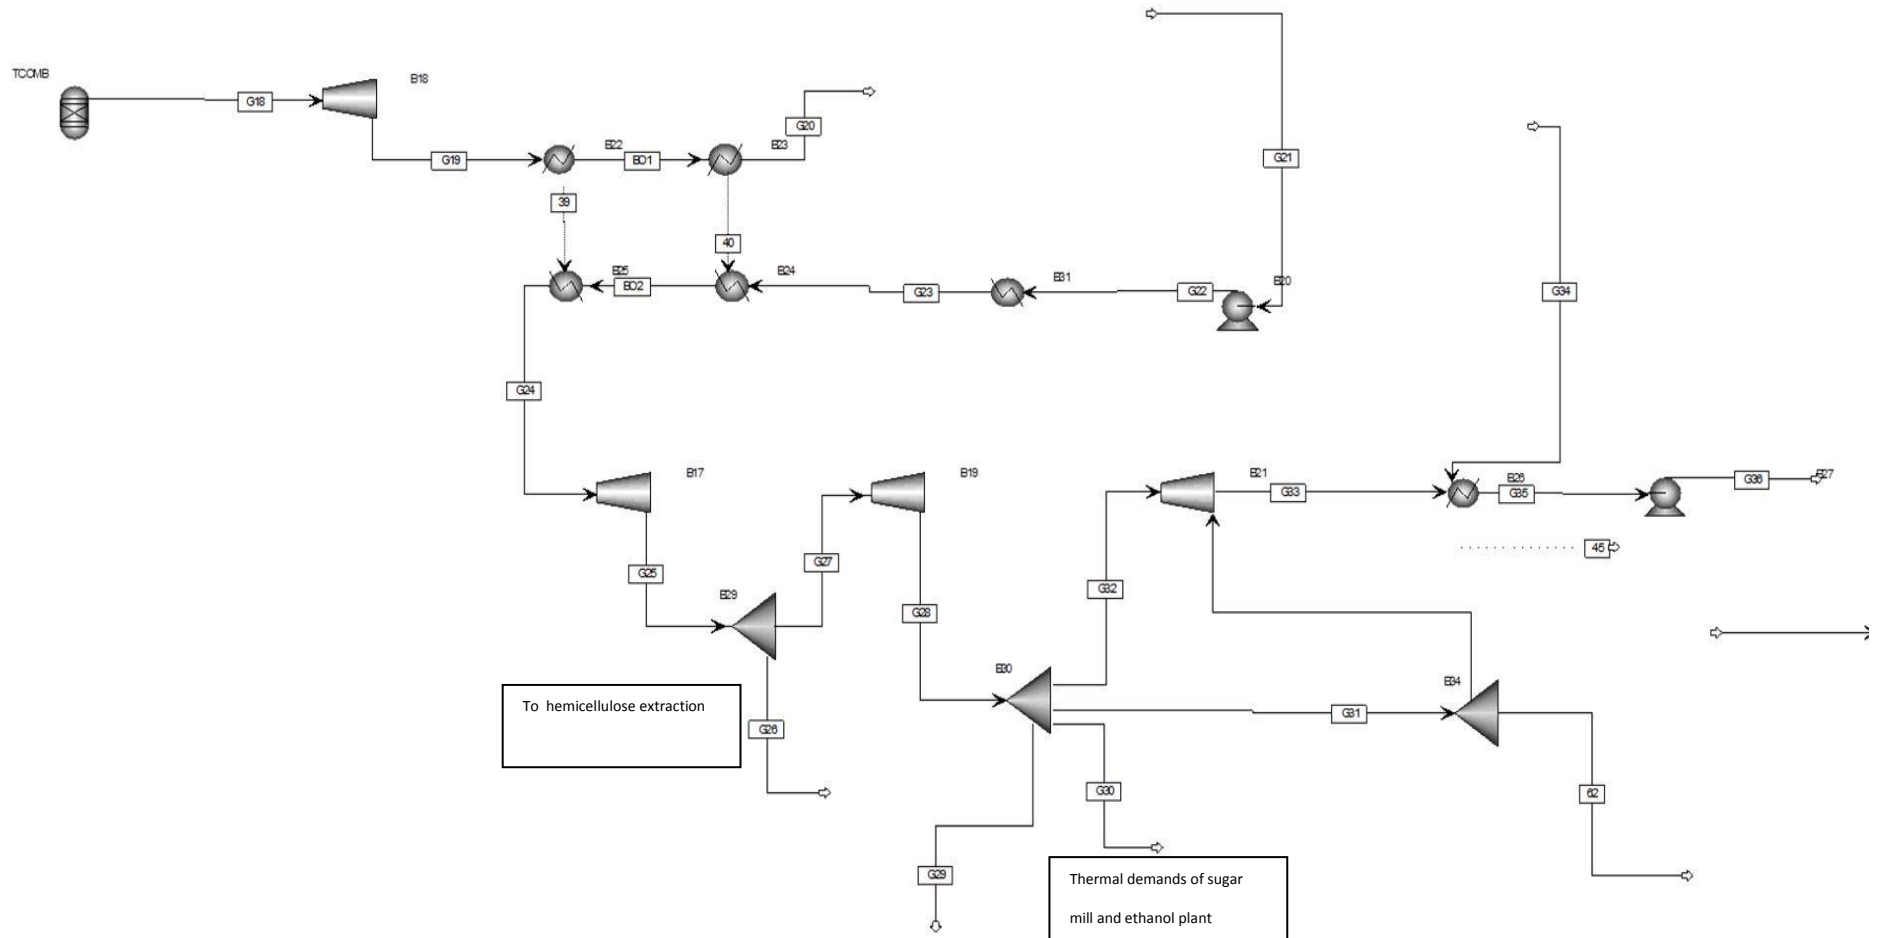 TCOMB
B18
G18
G20
B22
B23
G19
BO1
G21
39
40
B25
B24
B31
B20
BO2
G23
G22
G34
G24
B17
B19
B21
B26
B27
G33
G35
G36
45
G25
G27
G32
B29
G28
B30
B34
To hemicellulose extraction
G26
G31
G30
62
G29
Thermal demands of sugar
mill and ethanol plant